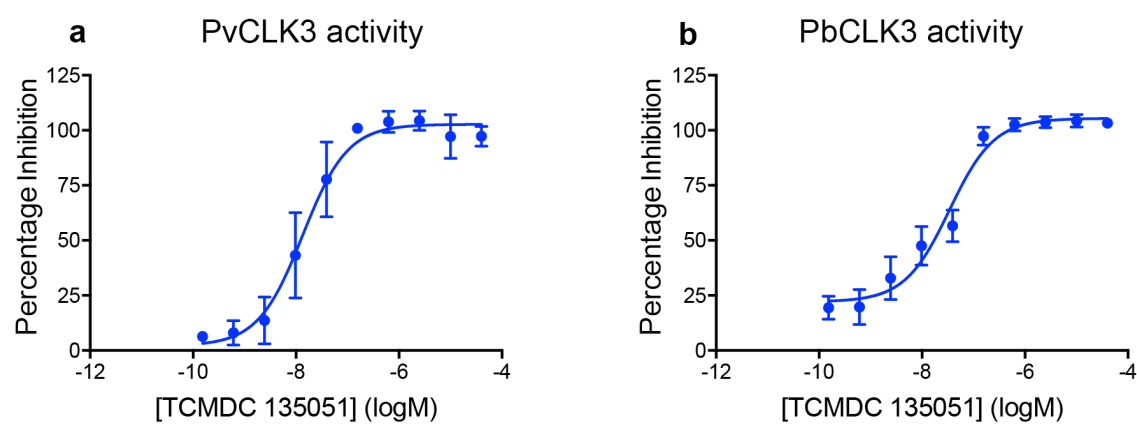 a PvCLK3 activity
Percentage Inhibition
125
100
75
50
25
0
-12 -10 -8 -6 -4
[TCMDC 135051] (logM)
b PbCLK3 activity
Percentage Inhibition
125
100
75
50
25
0
-12 -10 -8 -6 -4
[TCMDC 135051] (logM)